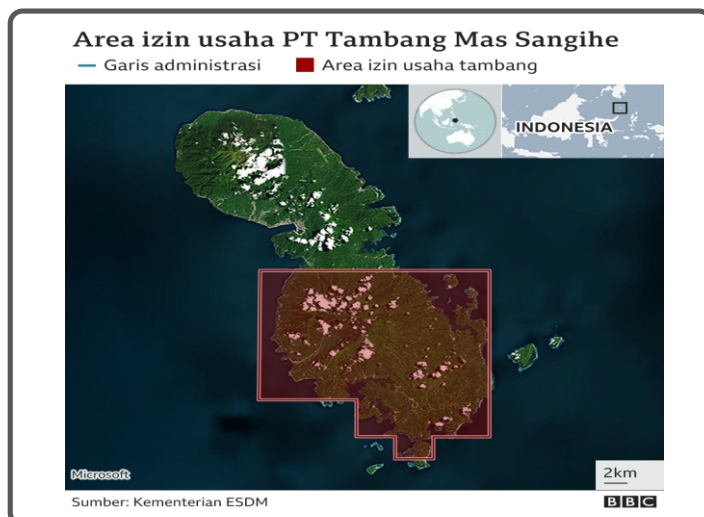 Area izin usaha PT Tambang Mas Sangihe
Garis administrasi
Area izin usaha tambang
INDONESIA
Microsoft
2km
Sumber: Kementerian ESDM
BBC